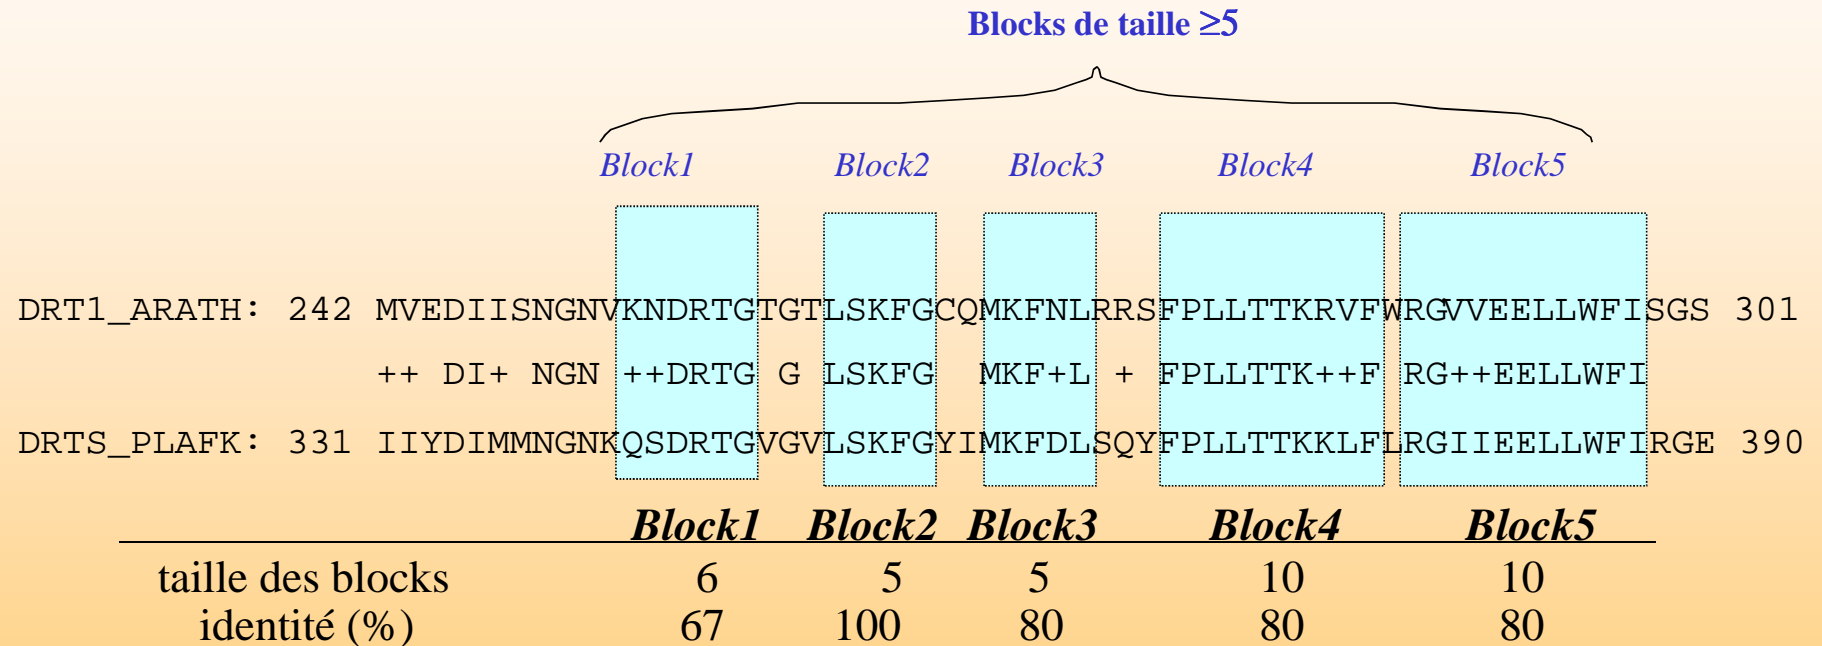 Blocks de taille ≥5
Block1 Block2 Block3 Block4 Block5
DRT1_ARATH: 242 MVEDIISNGNVKNDRTGTGTLSKFGCQMKFNLRRSFPLLTTKRVFWRGVVEELLWFISGS 301
++ DI+ NGN ++DRTG G LSKFG MKF+L + FPLLTTK++F RG++EELLWFI
DRTS_PLAFK: 331 IIYDIMMNGNKQSDRTGVGVLSKFGYIMKFDLSQYFPLLTTKKLFLRGIIEELLWFIRGE 390
Block1 Block2 Block3 Block4 Block5
taille des blocks 6 5 5 10 10
identité (%) 67 100 80 80 80